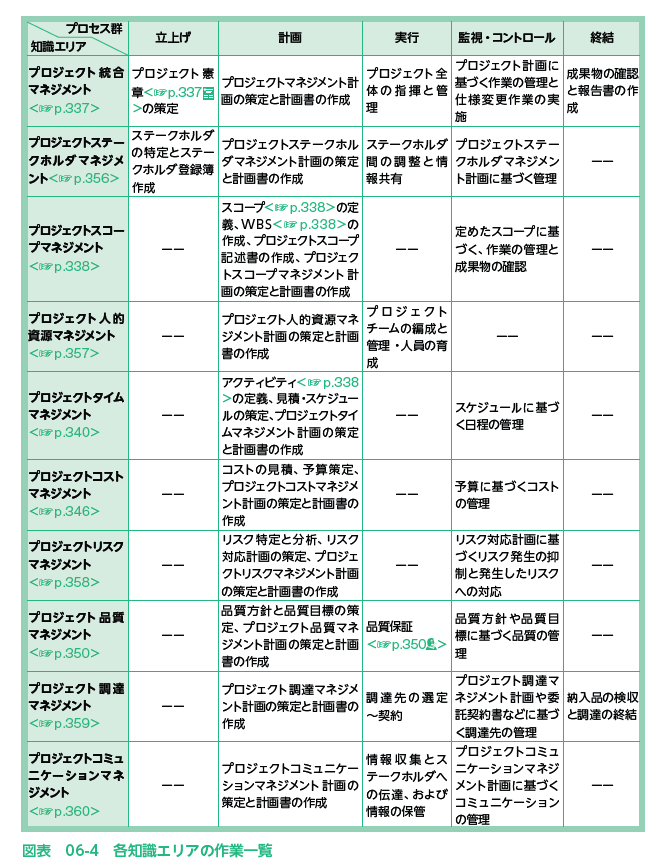 プロセス群
知識エリア
立上げ
計画
実行
監視・コントロール
終結
プロジェクト統合
マネジメント
<☞p.337>
プロジェクト憲
章<☞p.337
>の策定
プロジェクトマネジメント計
画の策定と計画書の作成
プロジェクト全
体の指揮と管
理
プロジェクト計画に
基づく作業の管理と
仕様変更作業の実
施
成果物の確認
と報告書の作
成
プロジェクトステー
クホルダマネジメ
ント<☞p.356>
ステークホルダ
の特定とステー
クホルダ登録簿
作成
プロジェクトステークホル
ダマネジメント計画の策定
と計画書の作成
ステークホルダ
間の調整と情
報共有
プロジェクトステー
クホルダマネジメン
ト計画に基づく管理
――
プロジェクトスコー
プマネジメント
<☞p.338>
――
スコープ<☞p.338>の定
義、WBS<☞p.338>の
作成、プロジェクトスコープ
記述書の作成、プロジェク
トスコープマネジメント計
画の策定と計画書の作成
――
定めたスコープに基
づく、作業の管理と
成果物の確認
――
プロジェクト人的
資源マネジメント
<☞p.357>
――
プロジェクト人的資源マネ
ジメント計画の策定と計画
書の作成
プロジェクト
チームの編成と
管理・人員の育
成
――
――
プロジェクトタイム
マネジメント
<☞p.340>
――
アクティビティ<☞p.338
>の定義、見積・スケジュー
ルの策定、プロジェクトタイ
ムマネジメント計画の策定
と計画書の作成
――
スケジュールに基づ
く日程の管理
――
プロジェクトコスト
マネジメント
<☞p.346>
――
コストの見積、予算策定、
プロジェクトコストマネジメ
ント計画の策定と計画書の
作成
――
予算に基づくコスト
の管理
――
プロジェクトリスク
マネジメント
<☞p.358>
――
リスク特定と分析、リスク
対応計画の策定、プロジェ
クトリスクマネジメント計画
の策定と計画書の作成
――
リスク対応計画に基
づくリスク発生の抑
制と発生したリスク
への対応
――
プロジェクト品質
マネジメント
<☞p.350>
――
品質方針と品質目標の策
定、プロジェクト品質マネ
ジメント計画の策定と計画
書の作成
品質保証
<☞p.350>
品質方針や品質目
標に基づく品質の管
理
――
プロジェクト調達
マネジメント
<☞p.359>
――
プロジェクト調達マネジメ
ント計画の策定と計画書の
作成
調達先の選定
～契約
プロジェクト調達マ
ネジメント計画や委
託契約書などに基づ
く調達先の管理
納入品の検収
と調達の終結
プロジェクトコミュ
ニケーションマネ
ジメント
<☞p.360>
――
プロジェクトコミュニケー
ションマネジメント計画の
策定と計画書の作成
情報収集とス
テークホルダへ
の伝達、および
情報の保管
プロジェクトコミュ
ニケーションマネジ
メント計画に基づく
コミュニケーション
の管理
――
図表　06-4　各知識エリアの作業一覧